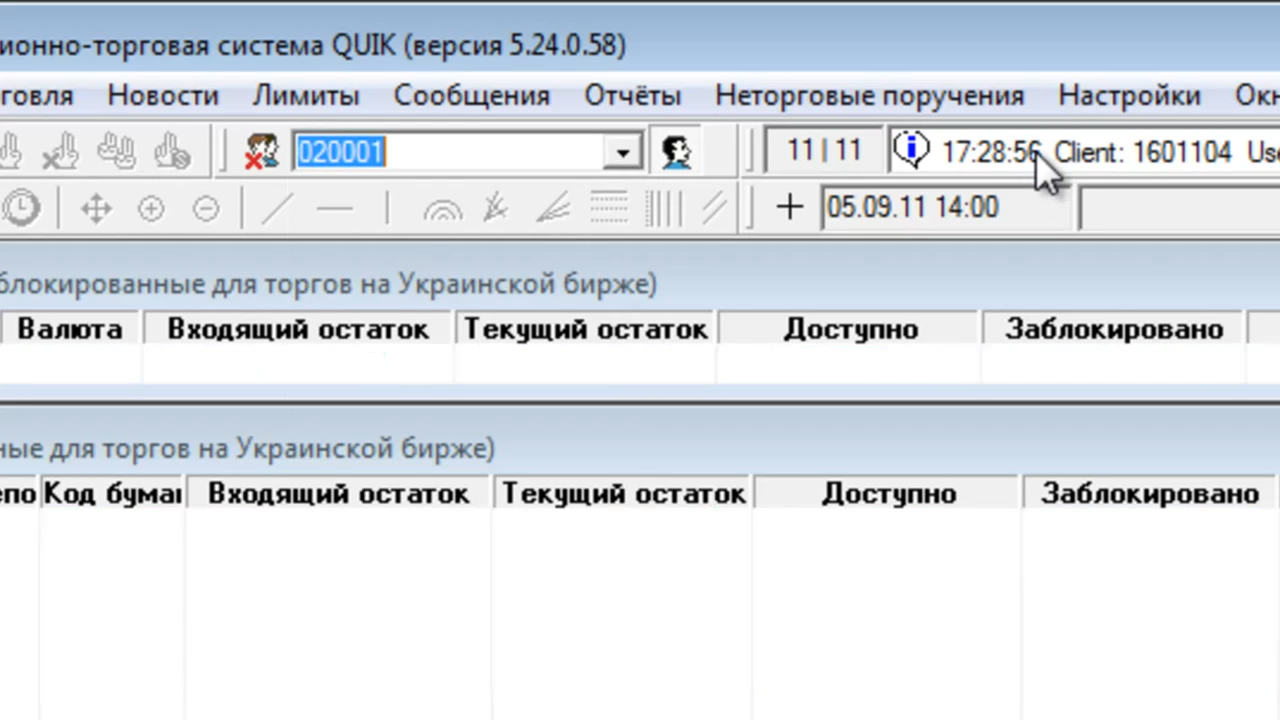 ионно-торговая система QUIK (версия 5.24.0.58)
говля Новости Лимиты Сообщения Отчёты Неторговые поручения Настройки Окн
020001 11 | 11 17:28:56 Client: 1601104 Use
05.09.11 14:00
блокированные для торгов на Украинской бирже)
Валюта Входящий остаток Текущий остаток Доступно Заблокировано
ные для торгов на Украинской бирже)
епо Код бумаг Входящий остаток Текущий остаток Доступно Заблокировано